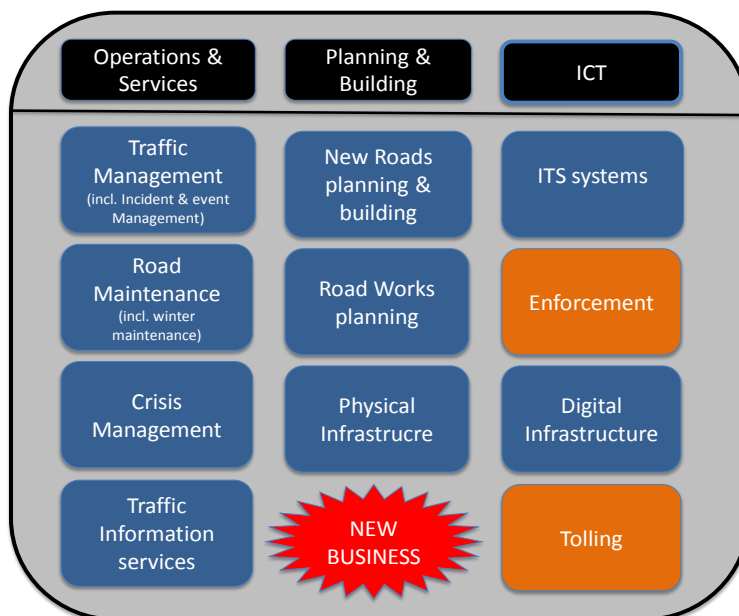 Operations &
Services
Planning &
Building
ICT
Traffic
Management
(incl. Incident & event
Management)
New Roads
planning &
building
ITS systems
Road
Maintenance
(incl. winter
maintenance)
Road Works
planning
Enforcement
Crisis
Management
Physical
Infrastrucre
Digital
Infrastructure
Traffic
Information
services
NEW
BUSINESS
Tolling